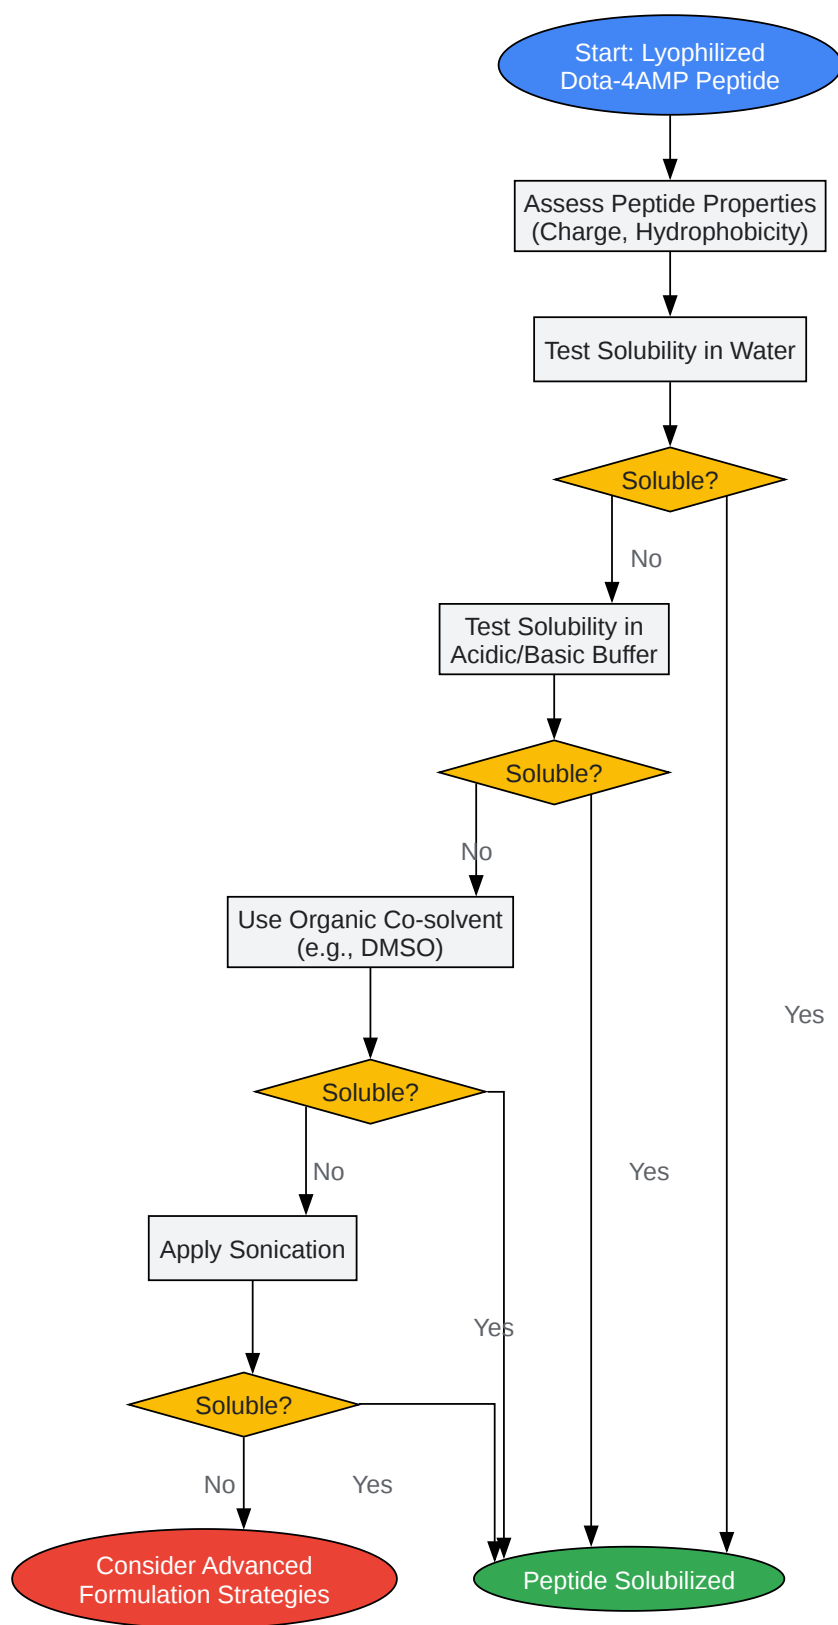 Start: Lyophilized
Dota-4AMP Peptide
Assess Peptide Properties
(Charge, Hydrophobicity)
Test Solubility in Water
Soluble?
No
Test Solubility in
Acidic/Basic Buffer
Soluble?
No
Use Organic Co-solvent
(e.g., DMSO)
Yes
Soluble?
No
Yes
Apply Sonication
Yes
Soluble?
No
Yes
Consider Advanced
Formulation Strategies
Peptide Solubilized